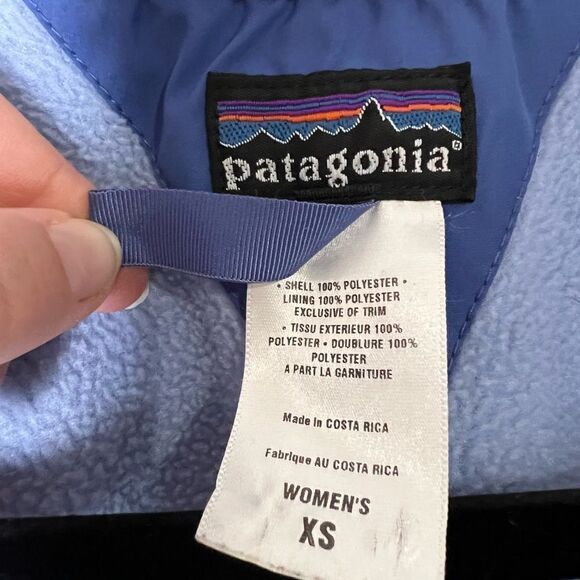 patagonia®
• SHELL 100% POLYESTER •
LINING 100% POLYESTER
EXCLUSIVE OF TRIM
• TISSU EXTERIEUR 100%
POLYESTER • DOUBLURE 100%
POLYESTER
A PART LA GARNITURE
Made In COSTA RICA
Fabrique AU COSTA RICA
WOMEN'S
XS